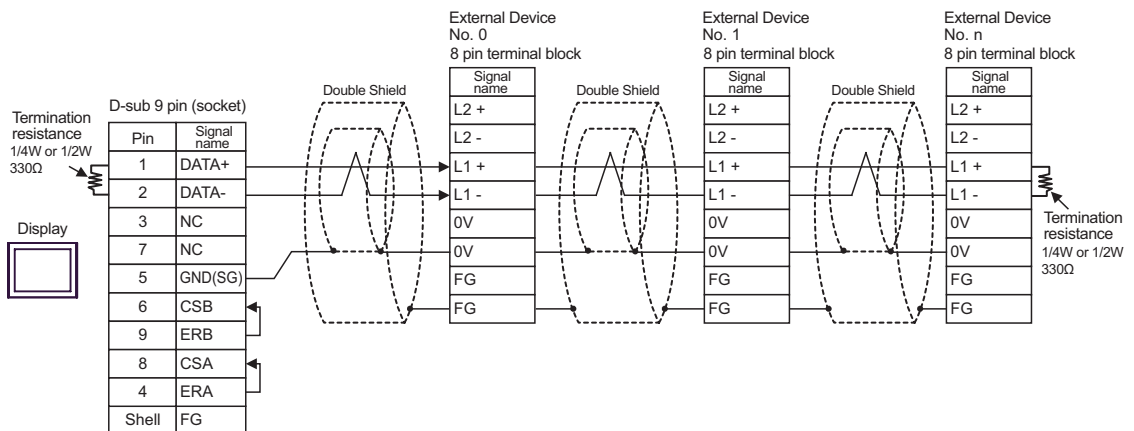 External Device
No. 0
8 pin terminal block
External Device
No. 1
8 pin terminal block
External Device
No. n
8 pin terminal block
Termination
resistance
1/4W or 1/2W
330Ω
Display
D-sub 9 pin (socket)
Pin Signal name
1 DATA+
2 DATA-
3 NC
7 NC
5 GND(SG)
6 CSB
9 ERB
8 CSA
4 ERA
Shell FG
Double Shield
Signal
name
L2 +
L2 -
L1 +
L1 -
0V
0V
FG
FG
Double Shield
Signal
name
L2 +
L2 -
L1 +
L1 -
0V
0V
FG
FG
Double Shield
Signal
name
L2 +
L2 -
L1 +
L1 -
0V
0V
FG
FG
Termination
resistance
1/4W or 1/2W
330Ω